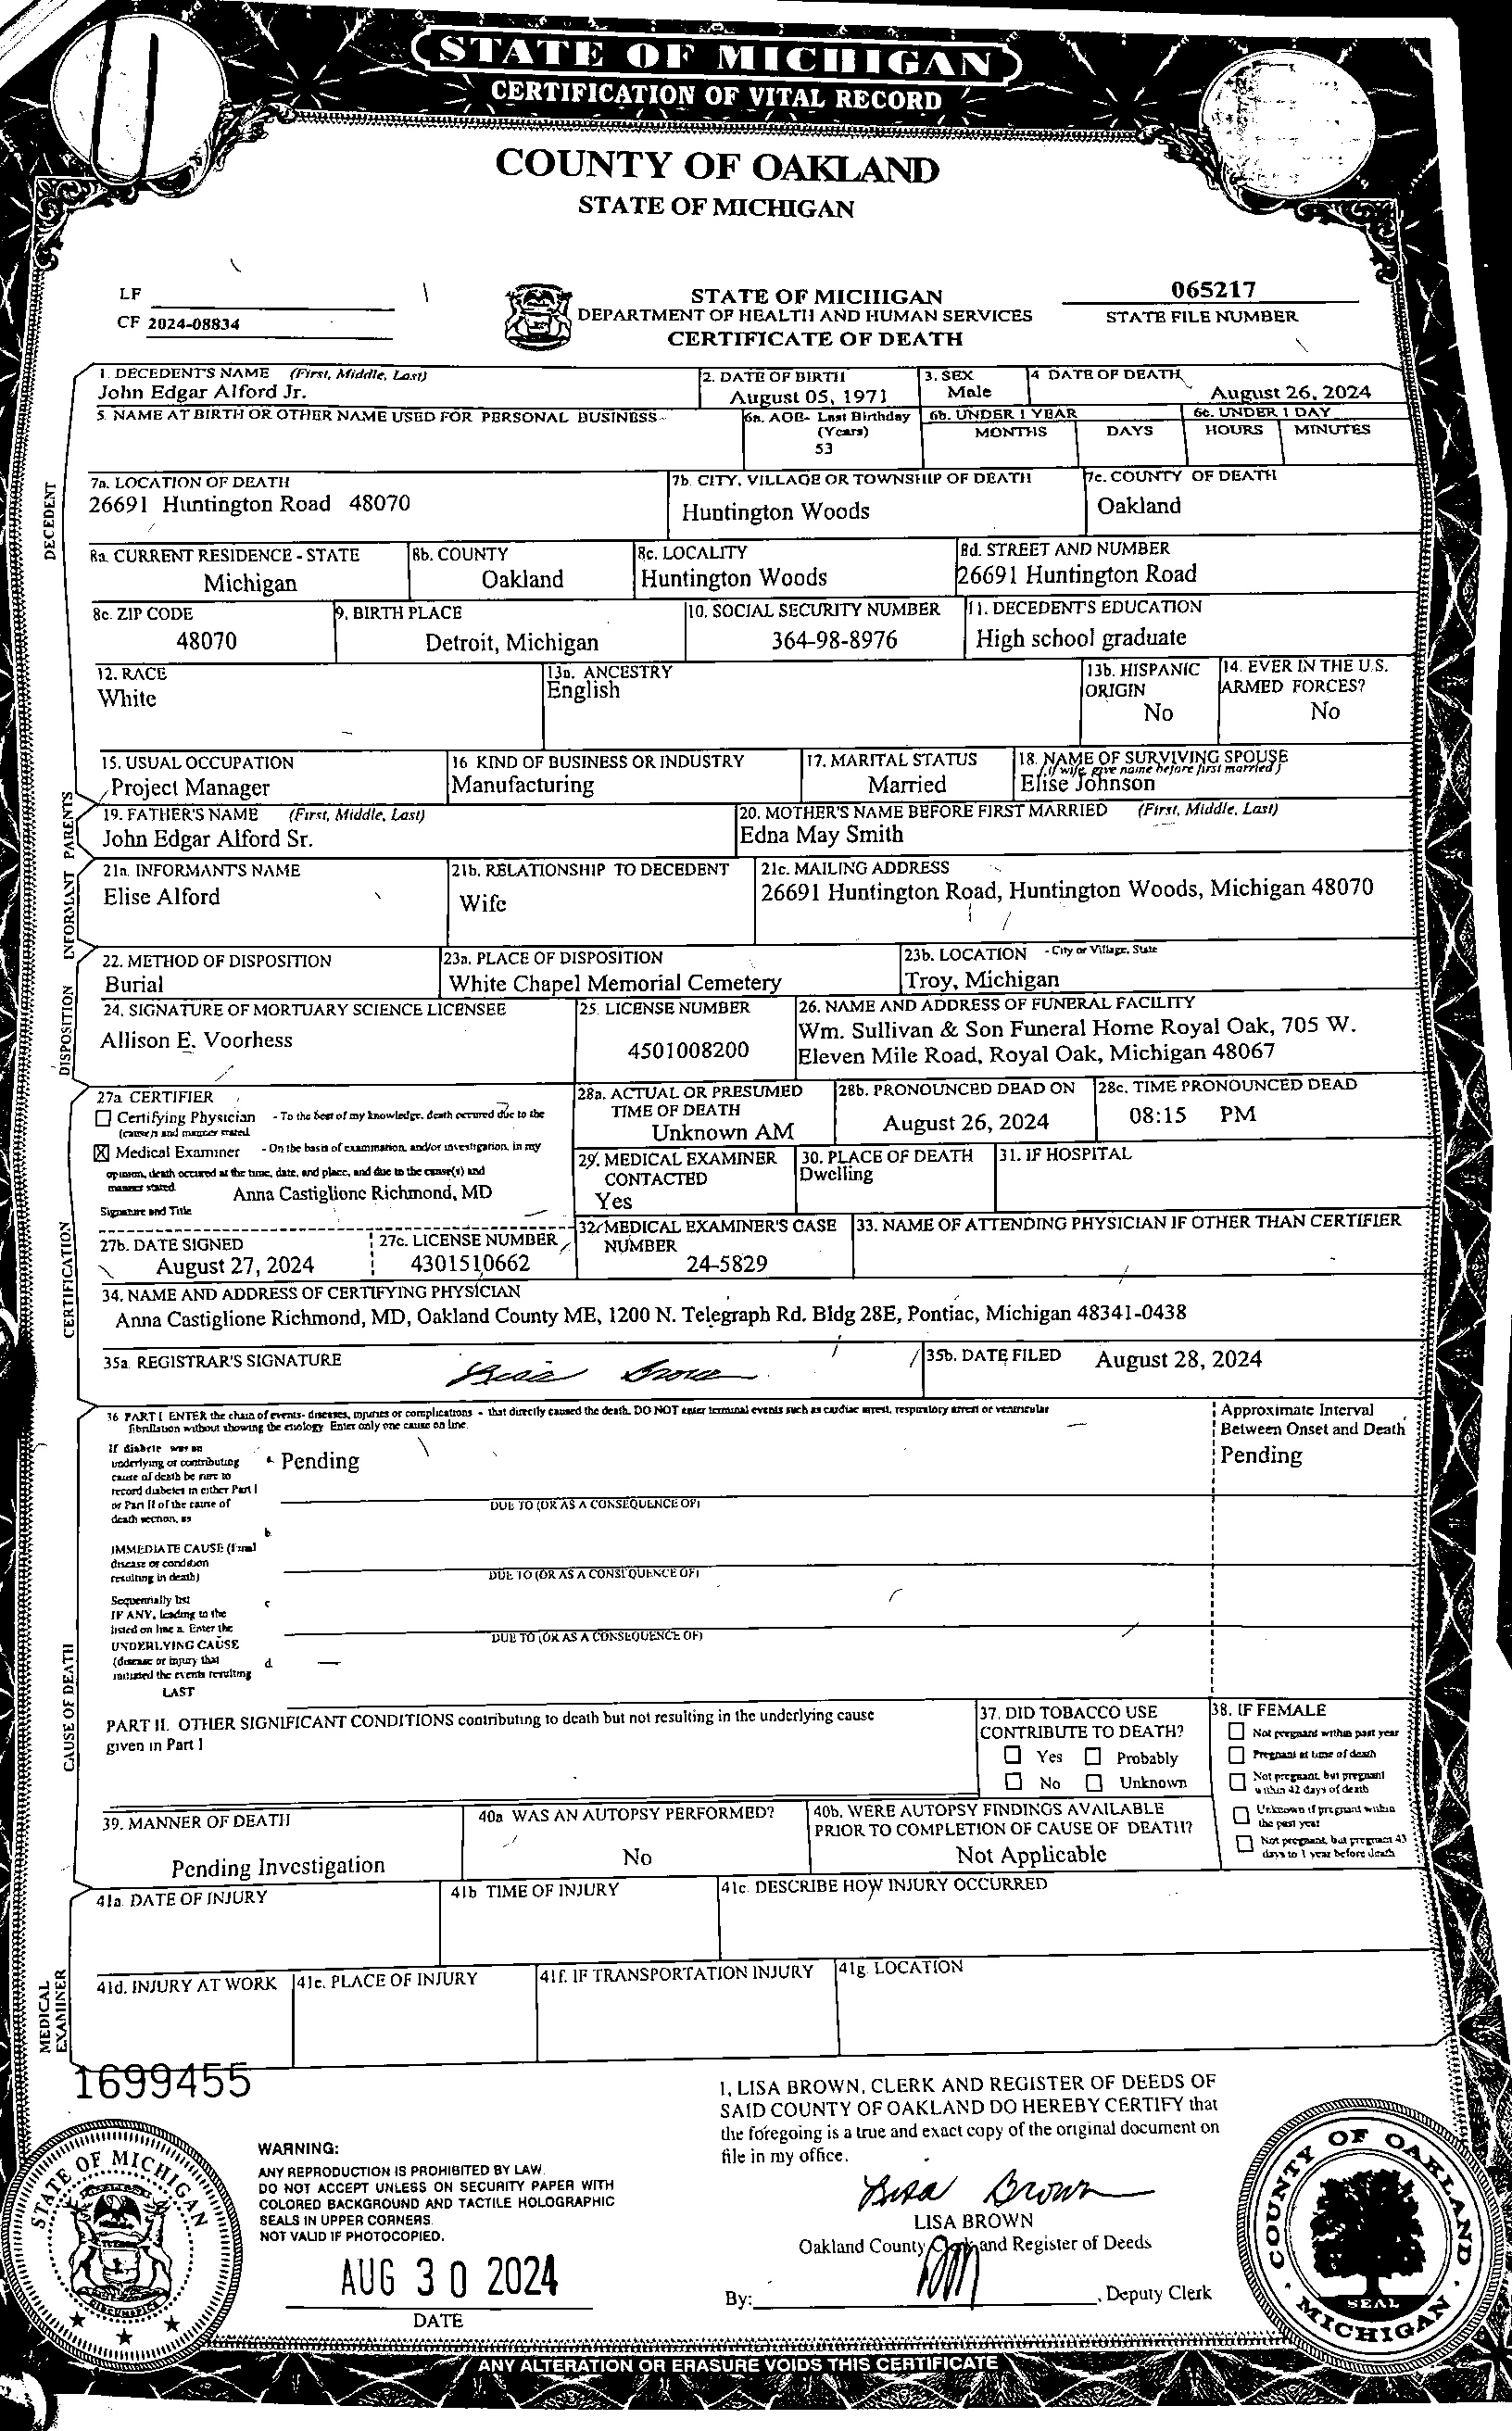 STATE OF MICHIGAN
CERTIFICATION OF VITAL RECORD
COUNTY OF OAKLAND
STATE OF MICHIGAN
LF
CF 2024-08834
STATE OF MICHIGAN
DEPARTMENT OF HEALTH AND HUMAN SERVICES
CERTIFICATE OF DEATH
065217
STATE FILE NUMBER
DECEDENT
1. DECEDENT'S NAME (First, Middle, Last)
John Edgar Alford Jr.
2. DATE OF BIRTH
August 05, 1971
3. SEX
Male
4 DATE OF DEATH
August 26, 2024
5. NAME AT BIRTH OR OTHER NAME USED FOR PERSONAL BUSINESS
6a. AGE- Last Birthday
(Years)
53
6b. UNDER 1 YEAR
MONTHS DAYS
6c. UNDER 1 DAY
HOURS MINUTES
7a. LOCATION OF DEATH
26691 Huntington Road 48070
7b. CITY, VILLAGE OR TOWNSHIP OF DEATH
Huntington Woods
7c. COUNTY OF DEATH
Oakland
8a. CURRENT RESIDENCE - STATE
Michigan
8b. COUNTY
Oakland
8c. LOCALITY
Huntington Woods
8d. STREET AND NUMBER
26691 Huntington Road
8e. ZIP CODE
48070
9. BIRTH PLACE
Detroit, Michigan
10. SOCIAL SECURITY NUMBER
364-98-8976
11. DECEDENT'S EDUCATION
High school graduate
12. RACE
White
13a. ANCESTRY
English
13b. HISPANIC
ORIGIN
No
14. EVER IN THE U.S.
ARMED FORCES?
No
15. USUAL OCCUPATION
Project Manager
16 KIND OF BUSINESS OR INDUSTRY
Manufacturing
17. MARITAL STATUS
Married
18. NAME OF SURVIVING SPOUSE
(if wife, give name before first married)
Elise Johnson
PARENTS
19. FATHER'S NAME (First, Middle, Last)
John Edgar Alford Sr.
20. MOTHER'S NAME BEFORE FIRST MARRIED (First, Middle, Last)
Edna May Smith
INFORMANT
21a. INFORMANT'S NAME
Elise Alford
21b. RELATIONSHIP TO DECEDENT
Wife
21c. MAILING ADDRESS
26691 Huntington Road, Huntington Woods, Michigan 48070
DISPOSITION
22. METHOD OF DISPOSITION
Burial
23a. PLACE OF DISPOSITION
White Chapel Memorial Cemetery
23b. LOCATION - City or Village, State
Troy, Michigan
24. SIGNATURE OF MORTUARY SCIENCE LICENSEE
Allison E. Voorhess
25. LICENSE NUMBER
4501008200
26. NAME AND ADDRESS OF FUNERAL FACILITY
Wm. Sullivan & Son Funeral Home Royal Oak, 705 W.
Eleven Mile Road, Royal Oak, Michigan 48067
CERTIFICATION
27a CERTIFIER
Certifying Physician - To the best of my knowledge, death occured due to the
(cause/s and manner stated
Medical Examiner - On the basis of examination, and/or investigation, in my
opinion, death occured at the time, date, and place, and due to the cause(s) and
manner stated.
Anna Castiglione Richmond, MD
Signature and Title
27b. DATE SIGNED
August 27, 2024
27c. LICENSE NUMBER
4301510662
28a. ACTUAL OR PRESUMED
TIME OF DEATH
Unknown AM
28b. PRONOUNCED DEAD ON
August 26, 2024
28c. TIME PRONOUNCED DEAD
08:15 PM
29. MEDICAL EXAMINER
CONTACTED
Yes
30. PLACE OF DEATH
Dwelling
31. IF HOSPITAL
32. MEDICAL EXAMINER'S CASE
NUMBER
24-5829
33. NAME OF ATTENDING PHYSICIAN IF OTHER THAN CERTIFIER
34. NAME AND ADDRESS OF CERTIFYING PHYSICIAN
Anna Castiglione Richmond, MD, Oakland County ME, 1200 N. Telegraph Rd. Bldg 28E, Pontiac, Michigan 48341-0438
35a. REGISTRAR'S SIGNATURE
Lisa Brown
35b. DATE FILED August 28, 2024
CAUSE OF DEATH
36 PART I ENTER the chain of events- diseases, injuries or complications - that directly caused the death. DO NOT enter terminal events such as cardiac arrest, respiratory arrest or ventricular
fibrillation without showing the etiology Enter only one cause on line.
Approximate Interval
Between Onset and Death
Pending
If diabete was an
underlying or contributing
cause of death be sure to
record diabetes in either Part I
or Part II of the cause of
death section, as
IMMEDIATE CAUSE (Final
disease or condition
resulting in death)
Sequentially list
IF ANY, leading to the
listed on line a. Enter the
UNDERLYING CAUSE
(disease or injury that
initiated the events resulting
LAST
a. Pending
DUE TO (OR AS A CONSEQUENCE OF)
b.
DUE TO (OR AS A CONSEQUENCE OF)
c
DUE TO (OR AS A CONSEQUENCE OF)
d.
PART II. OTHER SIGNIFICANT CONDITIONS contributing to death but not resulting in the underlying cause
given in Part I
37. DID TOBACCO USE
CONTRIBUTE TO DEATH?
Yes Probably
No Unknown
38. IF FEMALE
Not pregnant within past year
Pregnant at time of death
Not pregnant, but pregnant
within 42 days of death
Unknown if pregnant within
the past year
Not pregnant, but pregnant 43
days to 1 year before death
39. MANNER OF DEATH
Pending Investigation
40a WAS AN AUTOPSY PERFORMED?
No
40b. WERE AUTOPSY FINDINGS AVAILABLE
PRIOR TO COMPLETION OF CAUSE OF DEATH?
Not Applicable
MEDICAL
EXAMINER
41a. DATE OF INJURY
41b TIME OF INJURY
41c. DESCRIBE HOW INJURY OCCURRED
41d. INJURY AT WORK
41e. PLACE OF INJURY
41f. IF TRANSPORTATION INJURY
41g. LOCATION
1699455
I, LISA BROWN, CLERK AND REGISTER OF DEEDS OF
SAID COUNTY OF OAKLAND DO HEREBY CERTIFY that
the foregoing is a true and exact copy of the original document on
file in my office.
Lisa Brown
LISA BROWN
Oakland County Clerk and Register of Deeds
By: , Deputy Clerk
STATE OF MICHIGAN
WARNING:
ANY REPRODUCTION IS PROHIBITED BY LAW.
DO NOT ACCEPT UNLESS ON SECURITY PAPER WITH
COLORED BACKGROUND AND TACTILE HOLOGRAPHIC
SEALS IN UPPER CORNERS.
NOT VALID IF PHOTOCOPIED.
AUG 30 2024
DATE
COUNTY OF OAKLAND
SEAL
MICHIGAN
ANY ALTERATION OR ERASURE VOIDS THIS CERTIFICATE